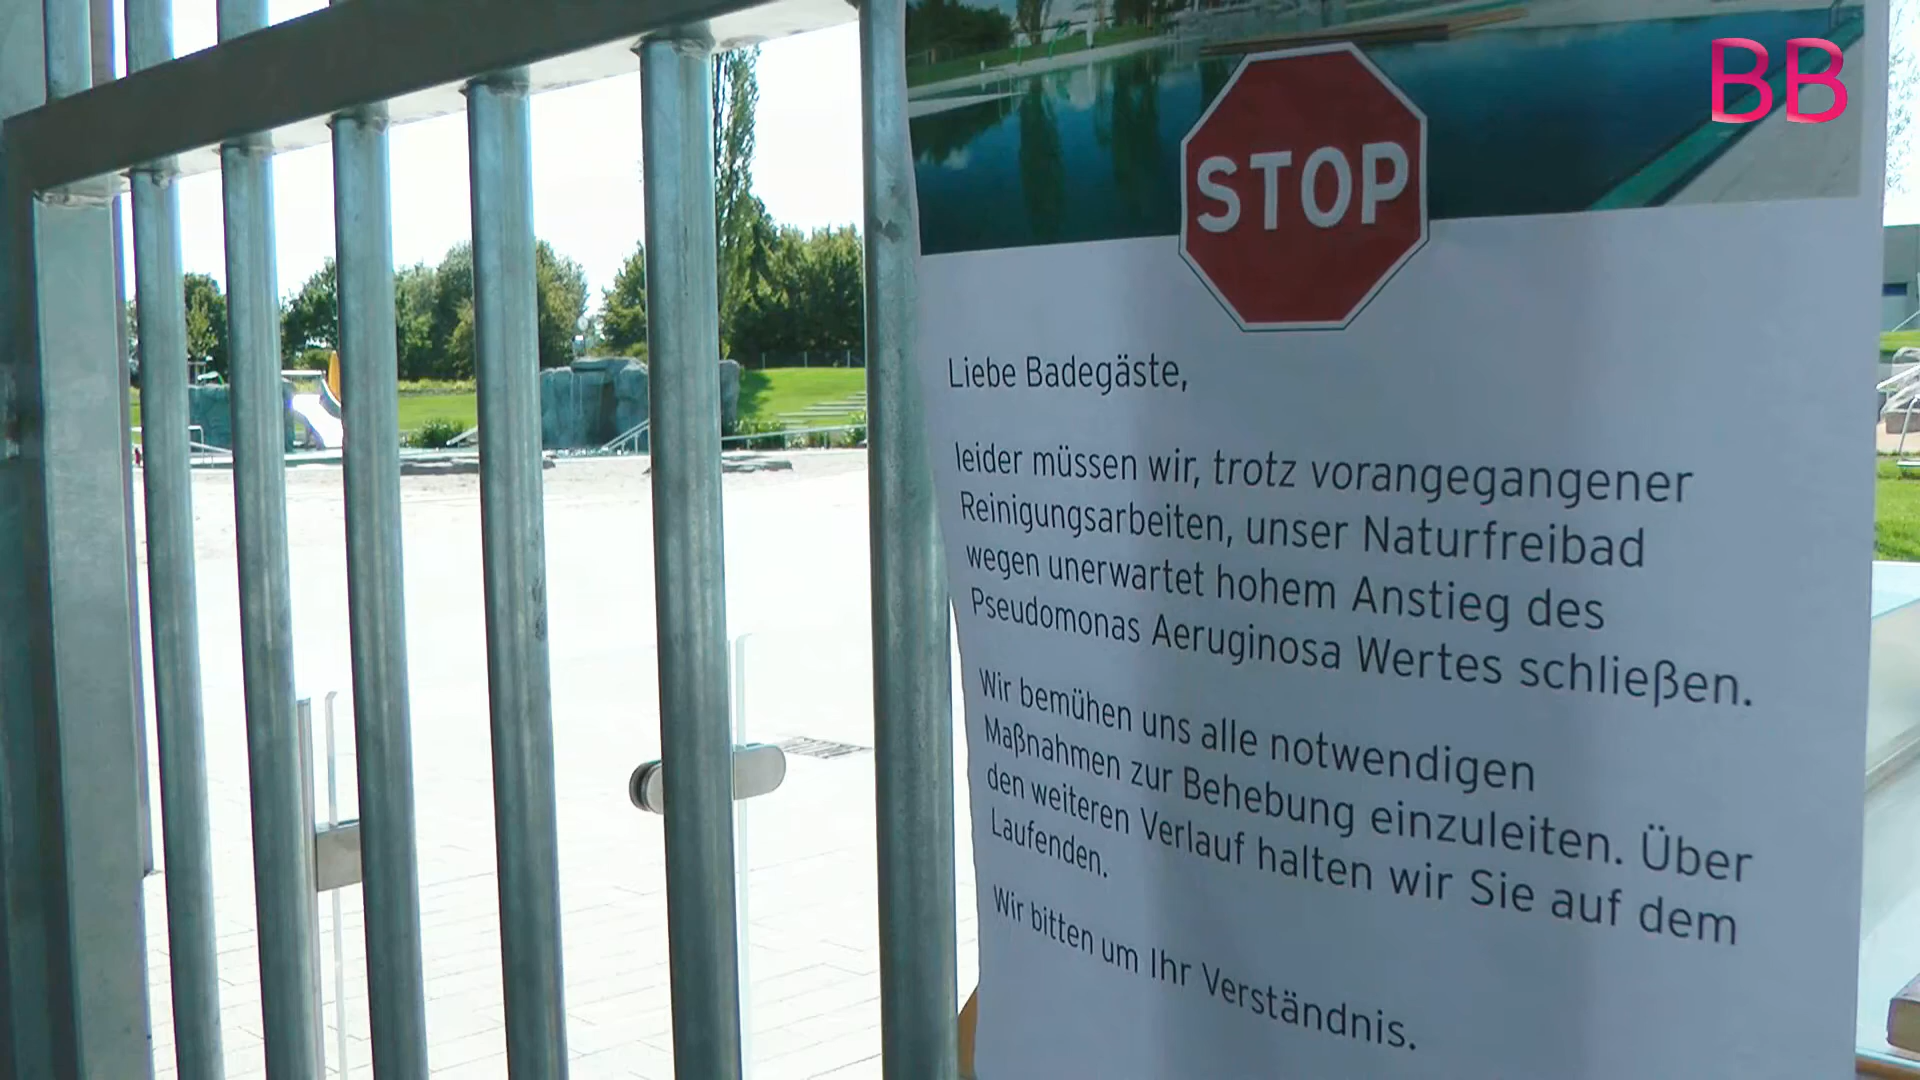 BB
STOP
Liebe Badegäste,
leider müssen wir, trotz vorangegangener
Reinigungsarbeiten, unser Naturfreibad
wegen unerwartet hohem Anstieg des
Pseudomonas Aeruginosa Wertes schließen.
Wir bemühen uns alle notwendigen
Maßnahmen zur Behebung einzuleiten. Über
den weiteren Verlauf halten wir Sie auf dem
Laufenden.
Wir bitten um Ihr Verständnis.